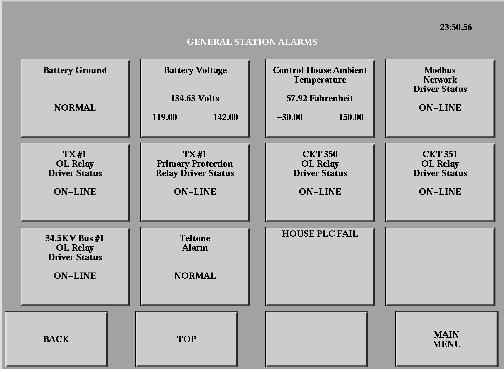 23:50.56
GENERAL STATION ALARMS
Battery Ground
NORMAL
Battery Voltage
134.63 Volts
119.00 142.00
Control House Ambient
Temperature
57.92 Fahrenheit
-30.00 150.00
Modbus
Network
Driver Status
ON-LINE
TX #1
OL Relay
Driver Status
ON-LINE
TX #1
Primary Protection
Relay Driver Status
ON-LINE
CKT 350
OL Relay
Driver Status
ON-LINE
CKT 351
OL Relay
Driver Status
ON-LINE
34.5KV Bus #1
OL Relay
Driver Status
ON-LINE
Teltone
Alarm
NORMAL
HOUSE PLC FAIL
BACK
TOP
MAIN
MENU